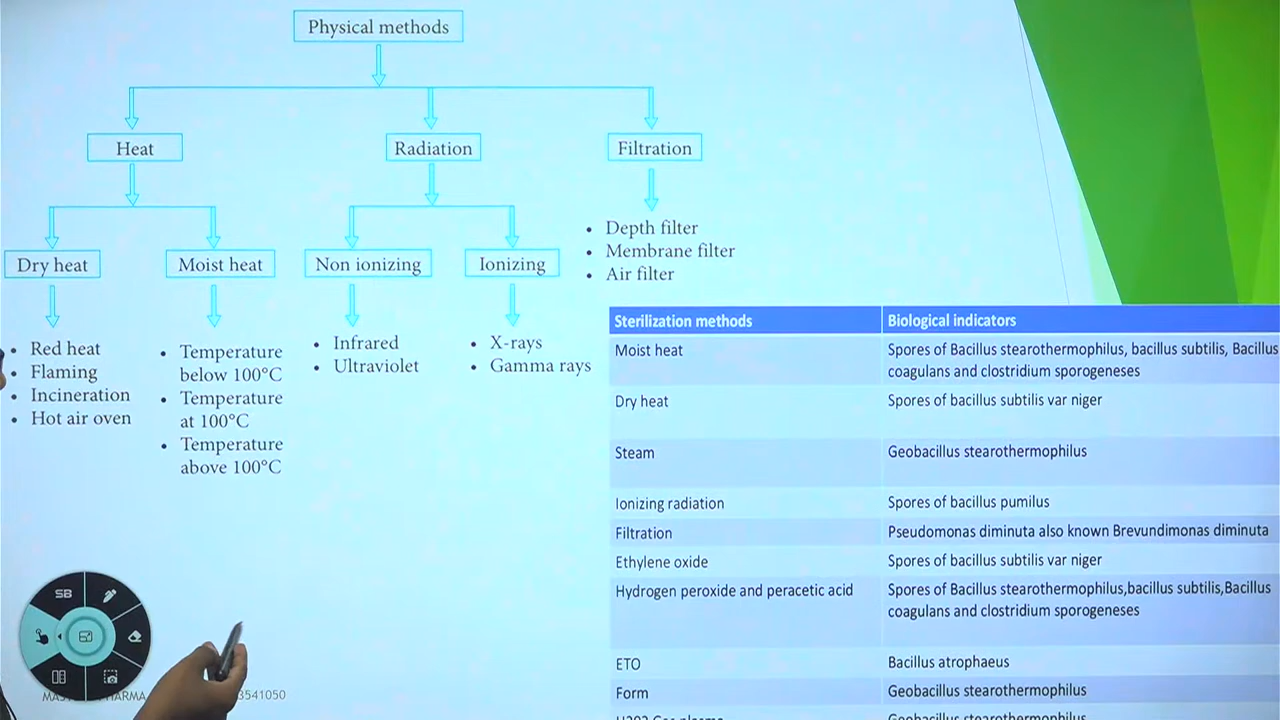 Physical methods
Heat
Radiation
Filtration
• Depth filter
• Membrane filter
• Air filter
Dry heat
Moist heat
Non ionizing
Ionizing
• Red heat
• Flaming
• Incineration
• Hot air oven
• Temperature
below 100°C
• Temperature
at 100°C
• Temperature
above 100°C
• Infrared
• Ultraviolet
• X-rays
• Gamma rays
Sterilization methods Biological indicators
Moist heat Spores of Bacillus stearothermophilus, bacillus subtilis, Bacillus
coagulans and clostridium sporogeneses
Dry heat Spores of bacillus subtilis var niger
Steam Geobacillus stearothermophilus
Ionizing radiation Spores of bacillus pumilus
Filtration Pseudomonas diminuta also known Brevundimonas diminuta
Ethylene oxide Spores of bacillus subtilis var niger
Hydrogen peroxide and peracetic acid Spores of Bacillus stearothermophilus,bacillus subtilis,Bacillus
coagulans and clostridium sporogeneses
ETO Bacillus atrophaeus
Form Geobacillus stearothermophilus
Geobacillus stearothermophilus
SB
3541050